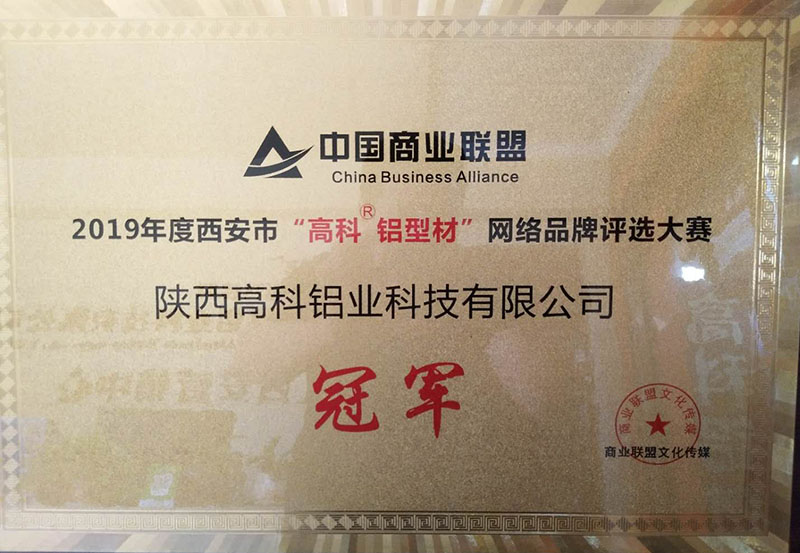 中国商业联盟
China Business Alliance
2019年度西安市“高科®铝型材”网络品牌评选大赛
陕西高科铝业科技有限公司
冠军
商业联盟文化传媒
商业联盟文化传媒